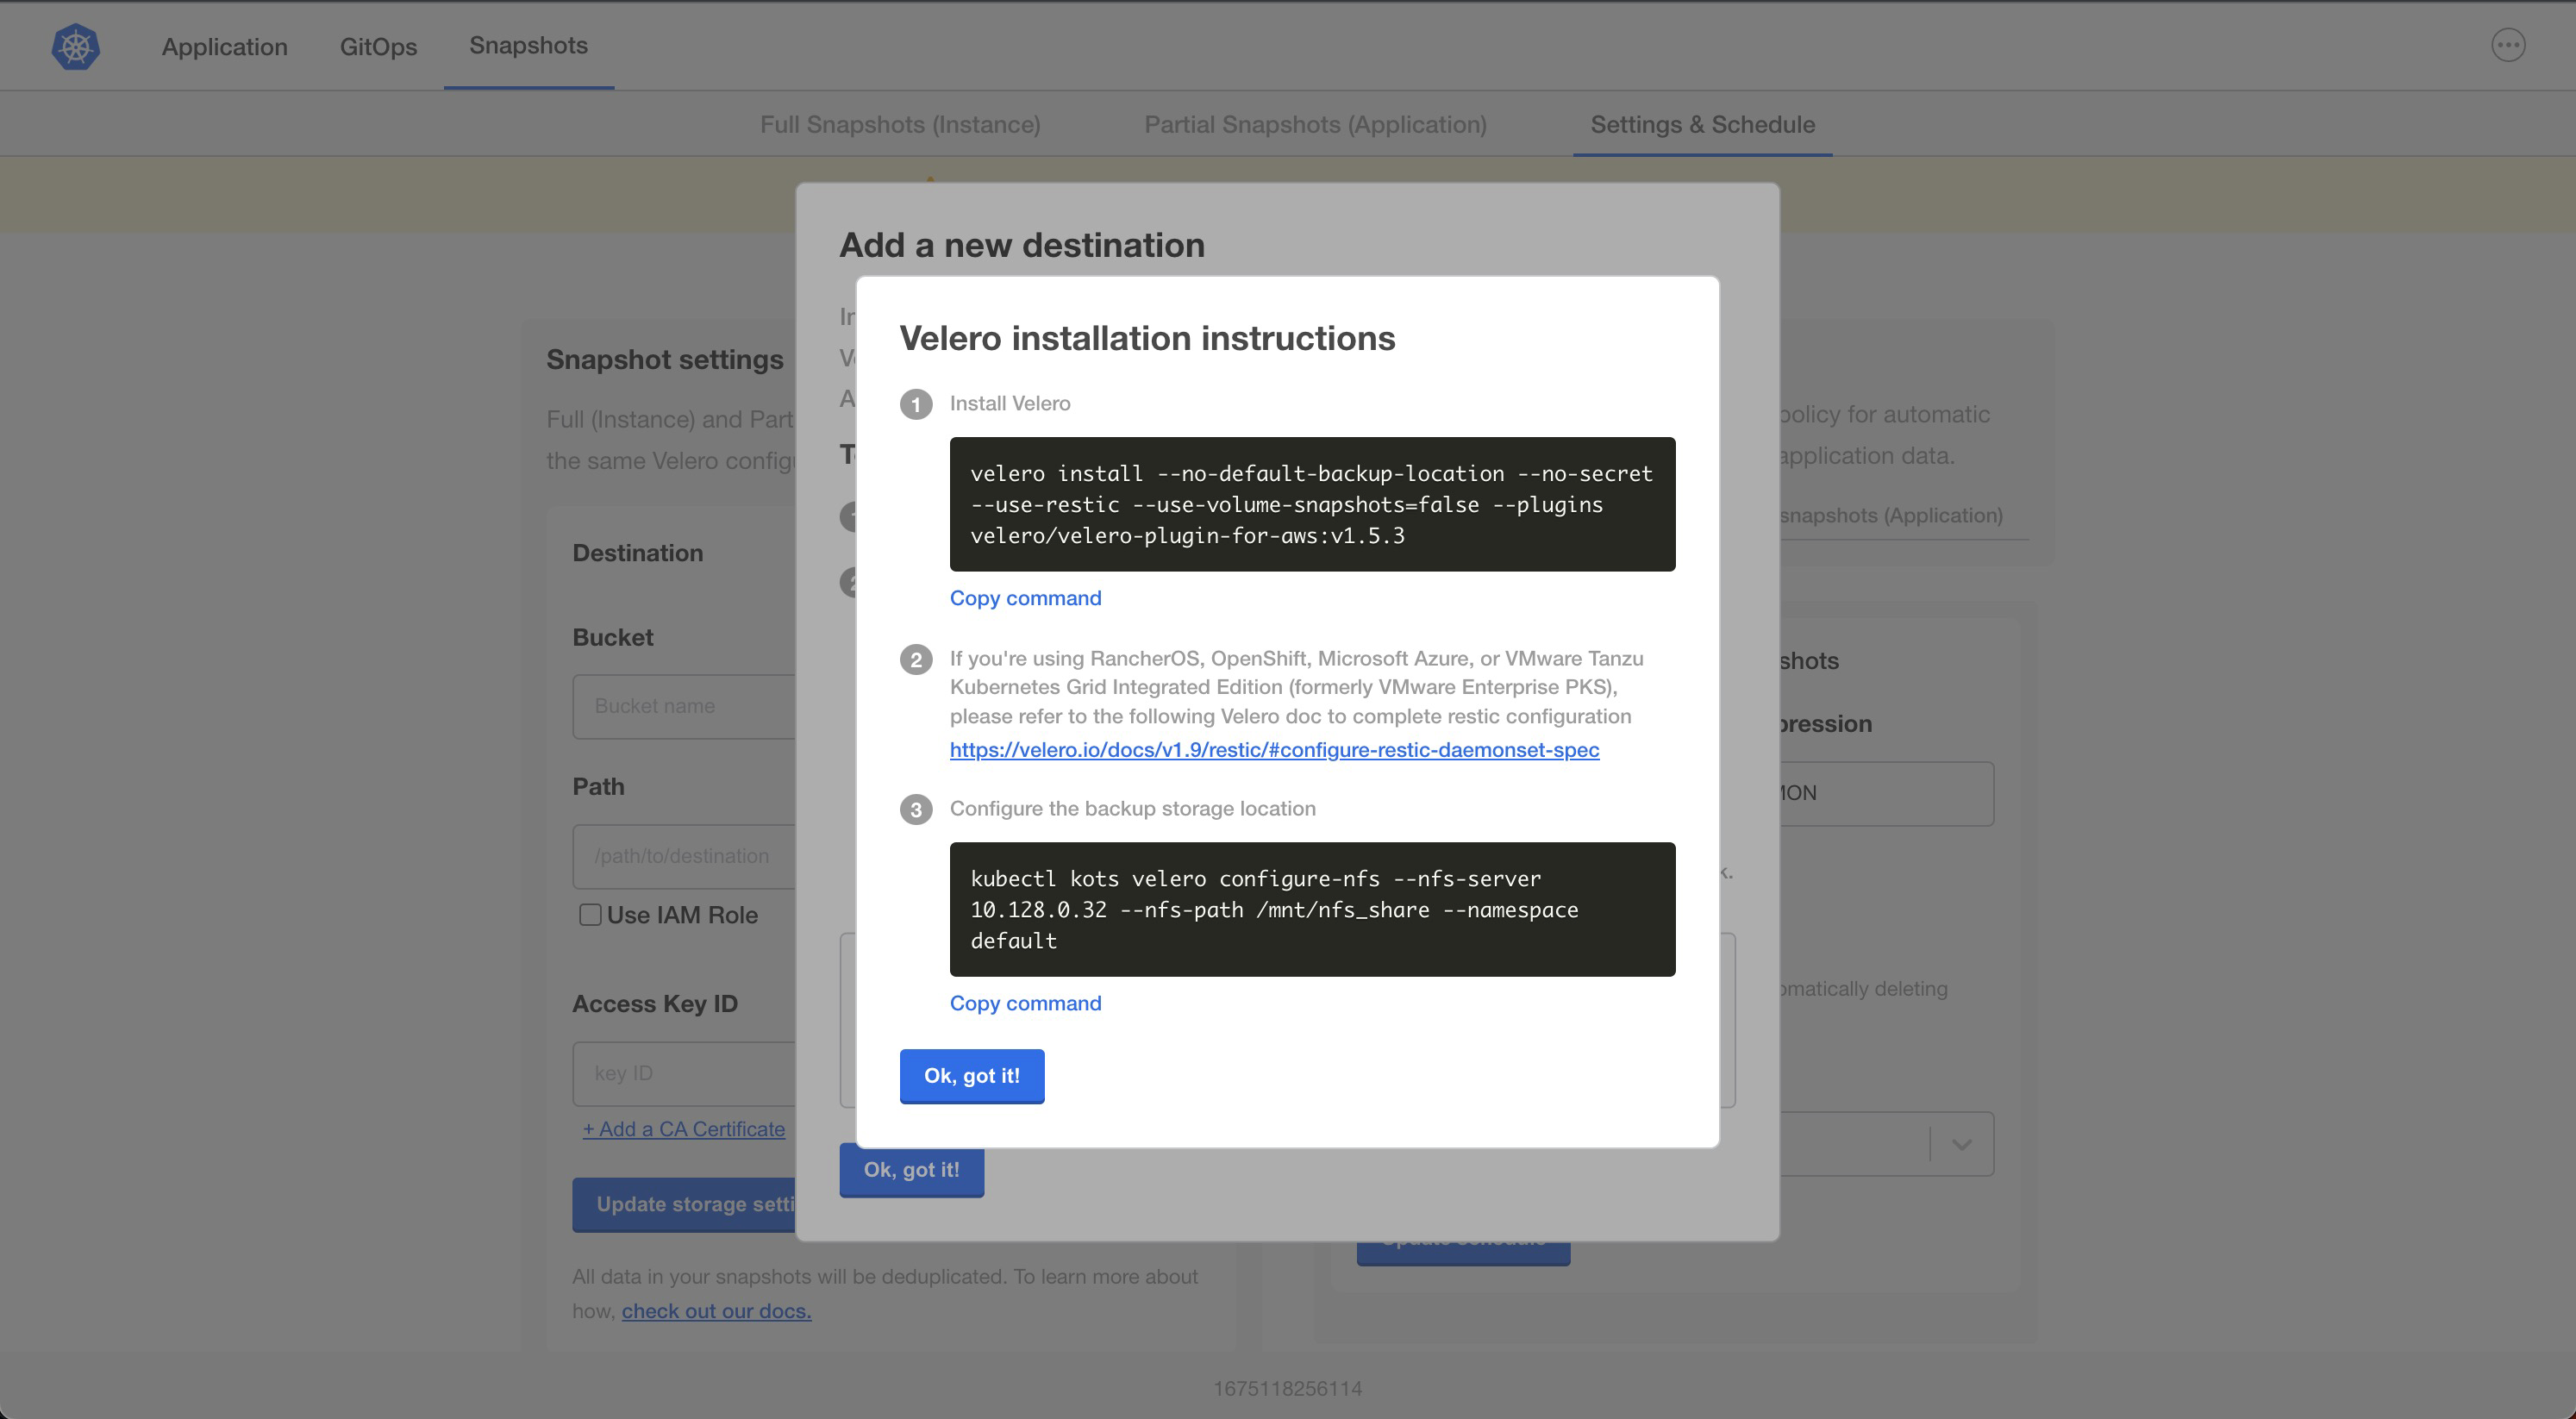 Application
GitOps
Snapshots
Full Snapshots (Instance)
Partial Snapshots (Application)
Settings & Schedule
Add a new destination
Velero installation instructions
1
Install Velero
velero install --no-default-backup-location --no-secret
--use-restic --use-volume-snapshots=false --plugins
velero/velero-plugin-for-aws:v1.5.3
Copy command
2
If you're using RancherOS, OpenShift, Microsoft Azure, or VMware Tanzu
Kubernetes Grid Integrated Edition (formerly VMware Enterprise PKS),
please refer to the following Velero doc to complete restic configuration
https://velero.io/docs/v1.9/restic/#configure-restic-daemonset-spec
3
Configure the backup storage location
kubectl kots velero configure-nfs --nfs-server
10.128.0.32 --nfs-path /mnt/nfs_share --namespace
default
Copy command
Ok, got it!
Ok, got it!
Snapshot settings
Full (Instance) and Part
the same Velero
Destination
Bucket
Bucket name
Path
/path/to/destination
Use IAM Role
Access Key ID
key ID
+ Add a CA Certificate
Update storage
All data in your snapshots will be deduplicated. To learn more about
how, check out our docs.
policy for automatic
application data.
snapshots (Application)
deleting
1675118256114